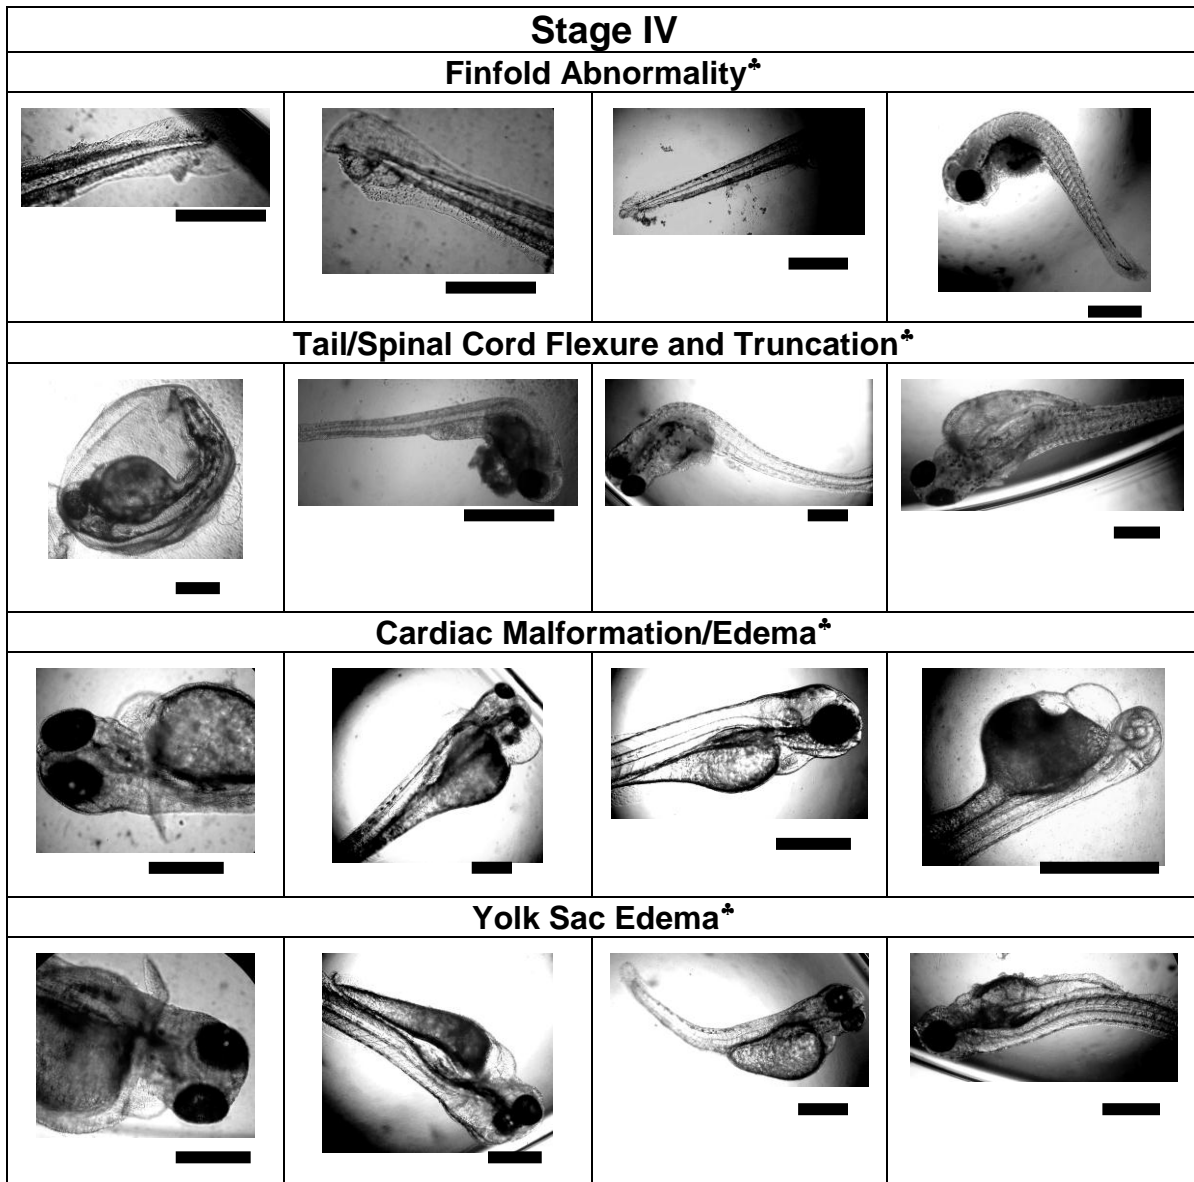 Stage IV
Finfold Abnormality♣
Tail/Spinal Cord Flexure and Truncation♣
Cardiac Malformation/Edema♣
Yolk Sac Edema♣